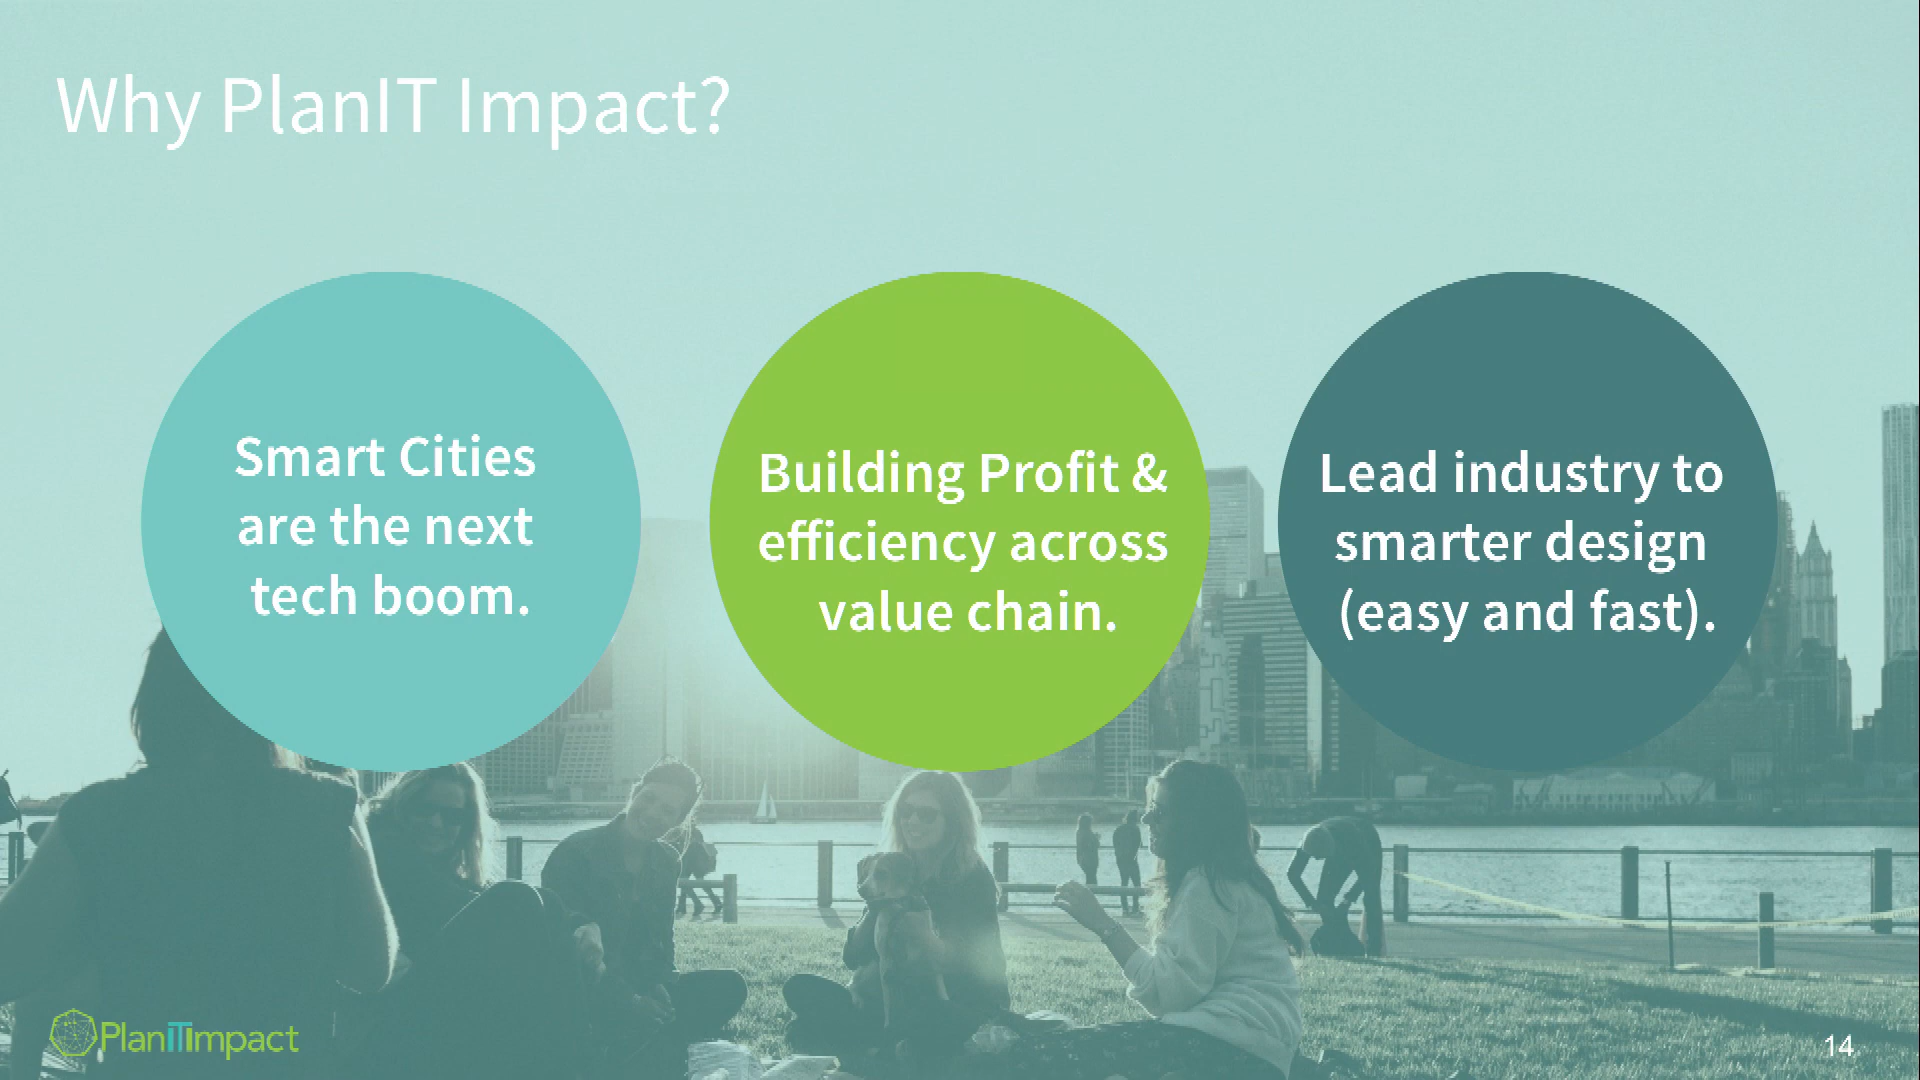 Why PlanIT Impact?
Smart Cities
are the next
tech boom.
Building Profit &
efficiency across
value chain.
Lead industry to
smarter design
(easy and fast).
PlanITimpact
14